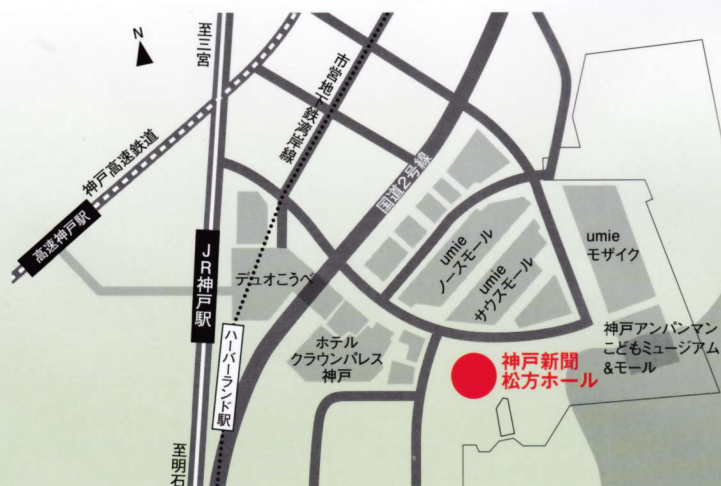 N
至三宮
市営地下鉄湾岸線
神戸高速鉄道
国道2号線
高速神戸駅
JR神戸駅
デュオこうべ
umie
ノースモール
umie
サウスモール
umie
モザイク
ハーバーランド駅
ホテル
クラウンパレス
神戸
神戸新聞
松方ホール
神戸アンパンマン
こどもミュージアム
&モール
至明石